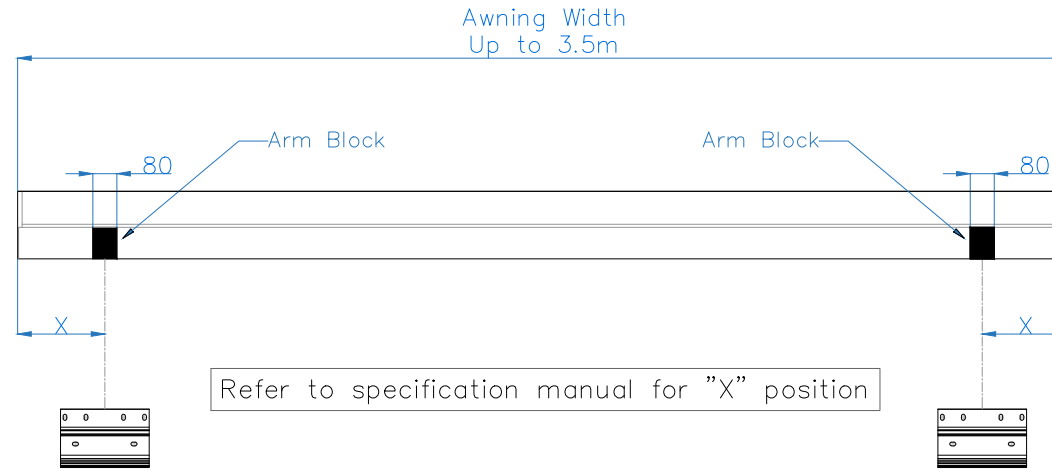 Awning Width
Up to 3.5m
Arm Block
Arm Block
80
80
X
X
Refer to specification manual for ”X” position